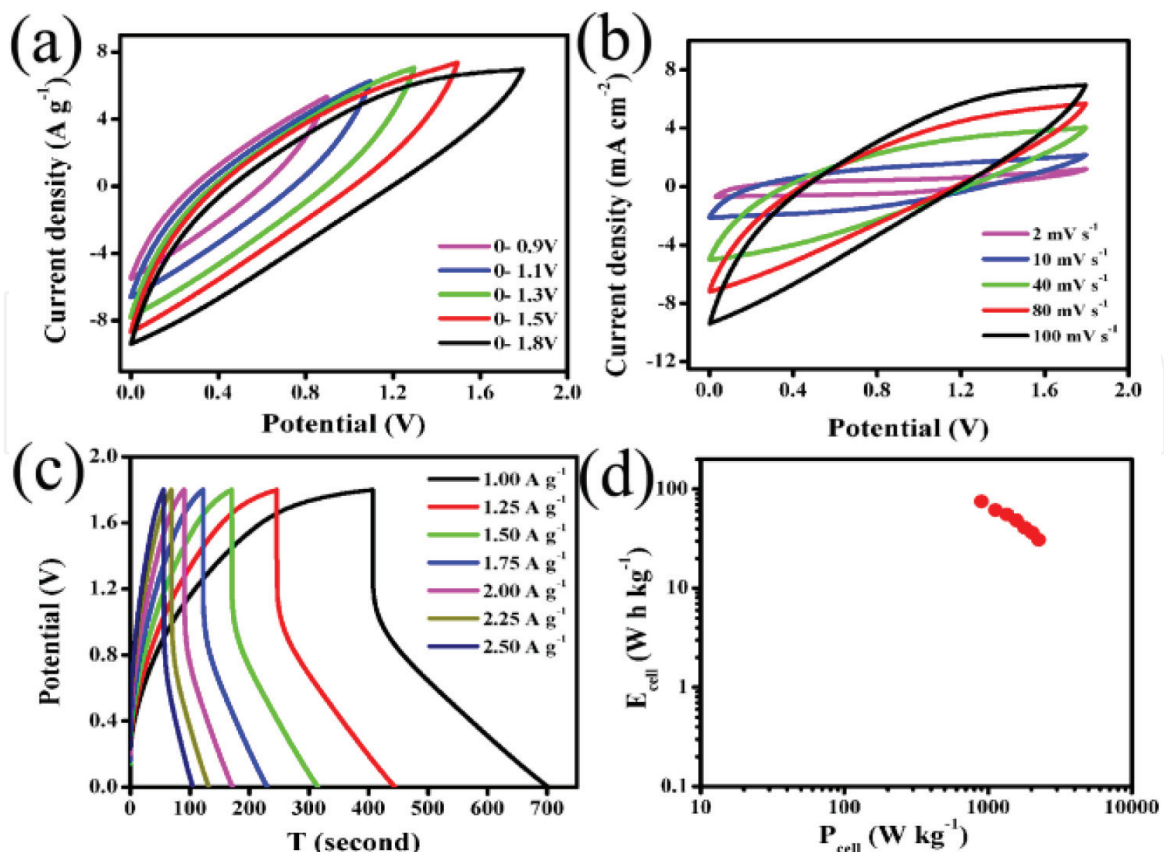 (a)
Current density (A g⁻¹)
8
4
0
-4
-8
0- 0.9V
0- 1.1V
0- 1.3V
0- 1.5V
0- 1.8V
0.0 0.4 0.8 1.2 1.6 2.0
Potential (V)
(b)
Current density (mA cm⁻²)
8
4
0
-4
-8
-12
2 mV s⁻¹
10 mV s⁻¹
40 mV s⁻¹
80 mV s⁻¹
100 mV s⁻¹
0.0 0.4 0.8 1.2 1.6 2.0
Potential (V)
(c)
Potential (V)
2.0
1.6
1.2
0.8
0.4
0.0
1.00 A g⁻¹
1.25 A g⁻¹
1.50 A g⁻¹
1.75 A g⁻¹
2.00 A g⁻¹
2.25 A g⁻¹
2.50 A g⁻¹
0 100 200 300 400 500 600 700
T (second)
(d)
E cell (W h kg⁻¹)
100
10
1
0.1
10 100 1000 10000
P cell (W kg⁻¹)